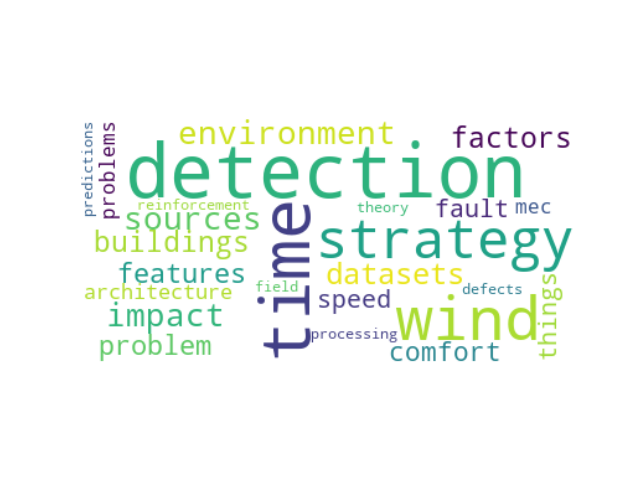 predictions
problems
environment
factors
detection
reinforcement
theory
fault
mec
sources
time
strategy
buildings
features
datasets
things
architecture
field
speed
defects
impact
wind
processing
problem
comfort